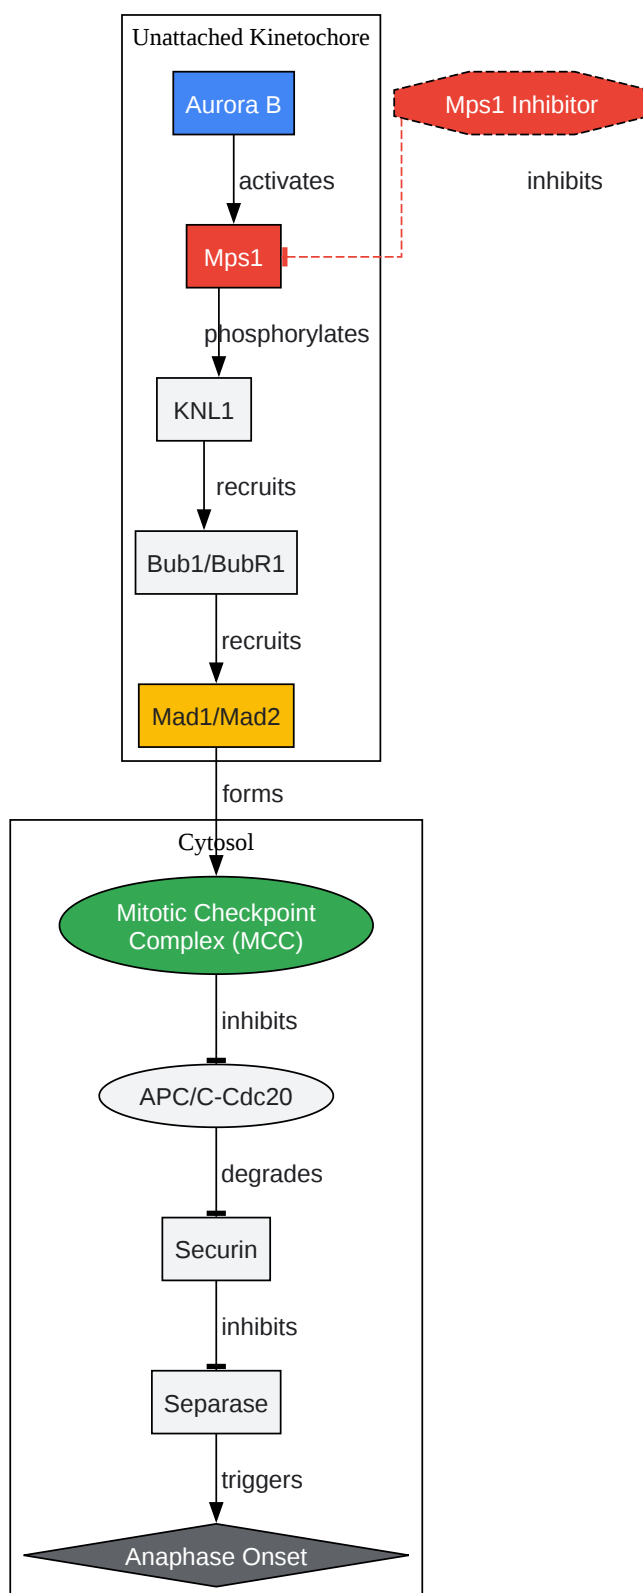 Unattached Kinetochore
Aurora B
Mps1 Inhibitor
activates
inhibits
Mps1
phosphorylates
KNL1
recruits
Bub1/BubR1
recruits
Mad1/Mad2
forms
Cytosol
Mitotic Checkpoint
Complex (MCC)
inhibits
APC/C-Cdc20
degrades
Securin
inhibits
Separase
triggers
Anaphase Onset